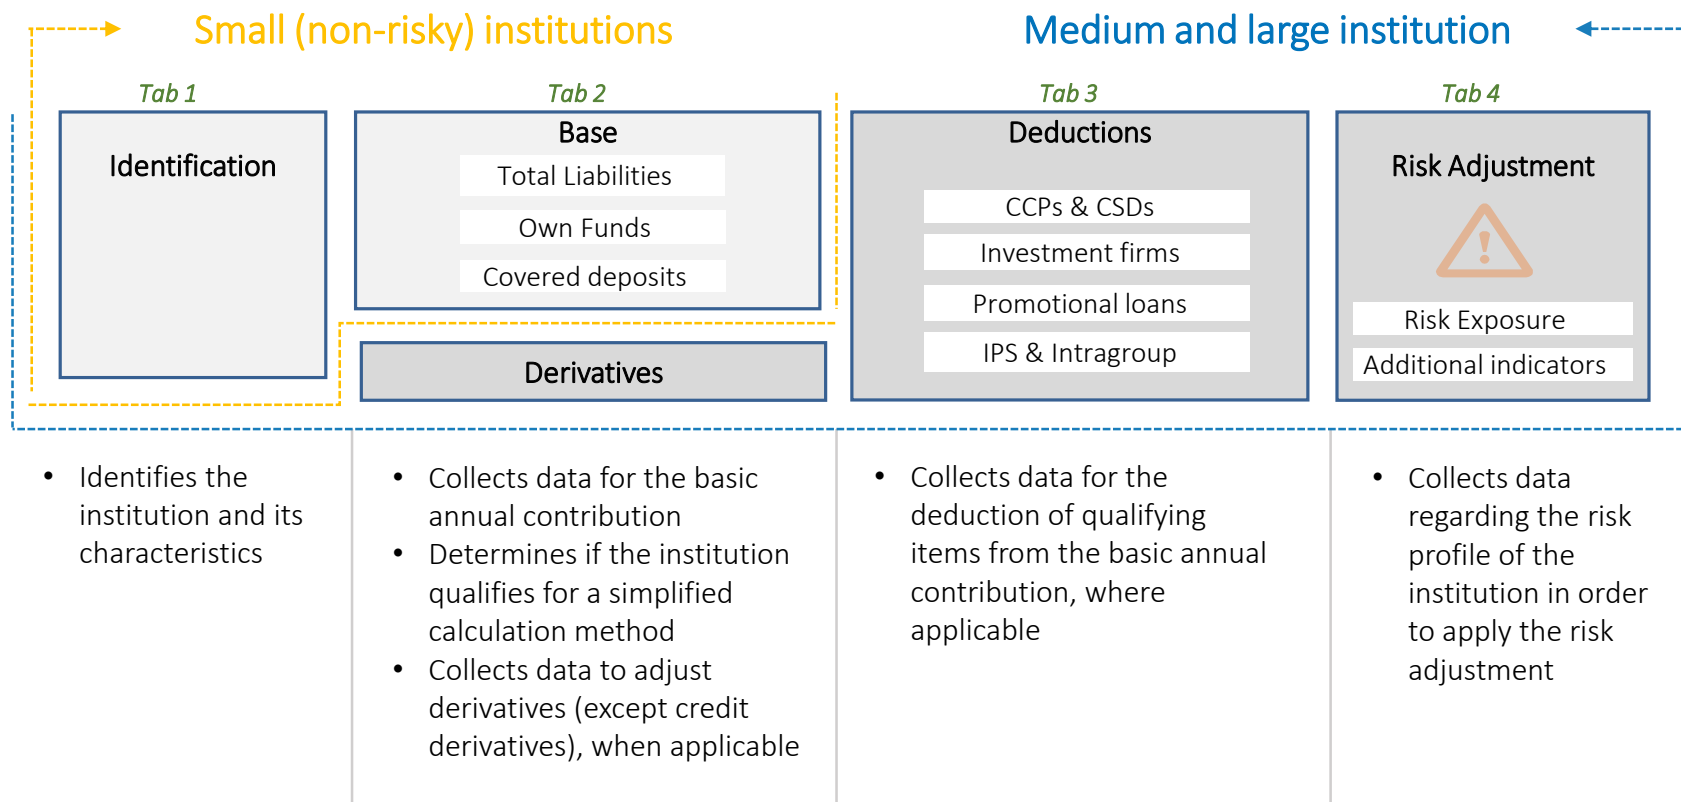 Small (non-risky) institutions
Medium and large institution
Tab 1
Identification
Tab 2
Base
Total Liabilities
Own Funds
Covered deposits
Derivatives
Tab 3
Deductions
CCPs & CSDs
Investment firms
Promotional loans
IPS & Intragroup
Tab 4
Risk Adjustment
!
Risk Exposure
Additional indicators
• Identifies the
institution and its
characteristics
• Collects data for the basic
annual contribution
• Determines if the institution
qualifies for a simplified
calculation method
• Collects data to adjust
derivatives (except credit
derivatives), when applicable
• Collects data for the
deduction of qualifying
items from the basic annual
contribution, where
applicable
• Collects data
regarding the risk
profile of the
institution in order
to apply the risk
adjustment